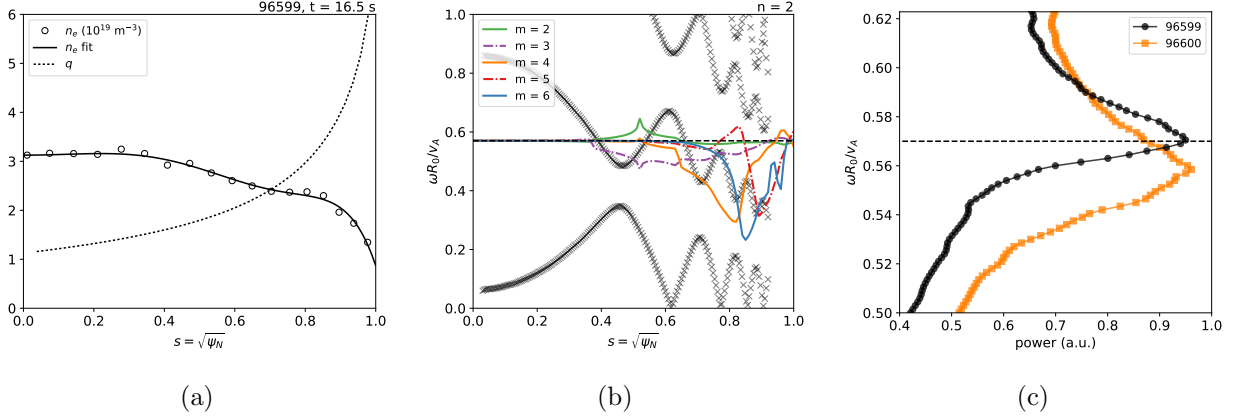 96599, t = 16.5 s
6
5
4
3
2
1
0
n_e (10^19 m^−3)
n_e fit
q
0.0 0.2 0.4 0.6 0.8 1.0
s = √ψ_N
(a)
n = 2
ωR_0/v_A
1.0
0.8
0.6
0.4
0.2
0.0
m = 2
m = 3
m = 4
m = 5
m = 6
0.0 0.2 0.4 0.6 0.8 1.0
s = √ψ_N
(b)
ωR_0/v_A
0.62
0.60
0.58
0.56
0.54
0.52
0.50
96599
96600
0.4 0.5 0.6 0.7 0.8 0.9 1.0
power (a.u.)
(c)